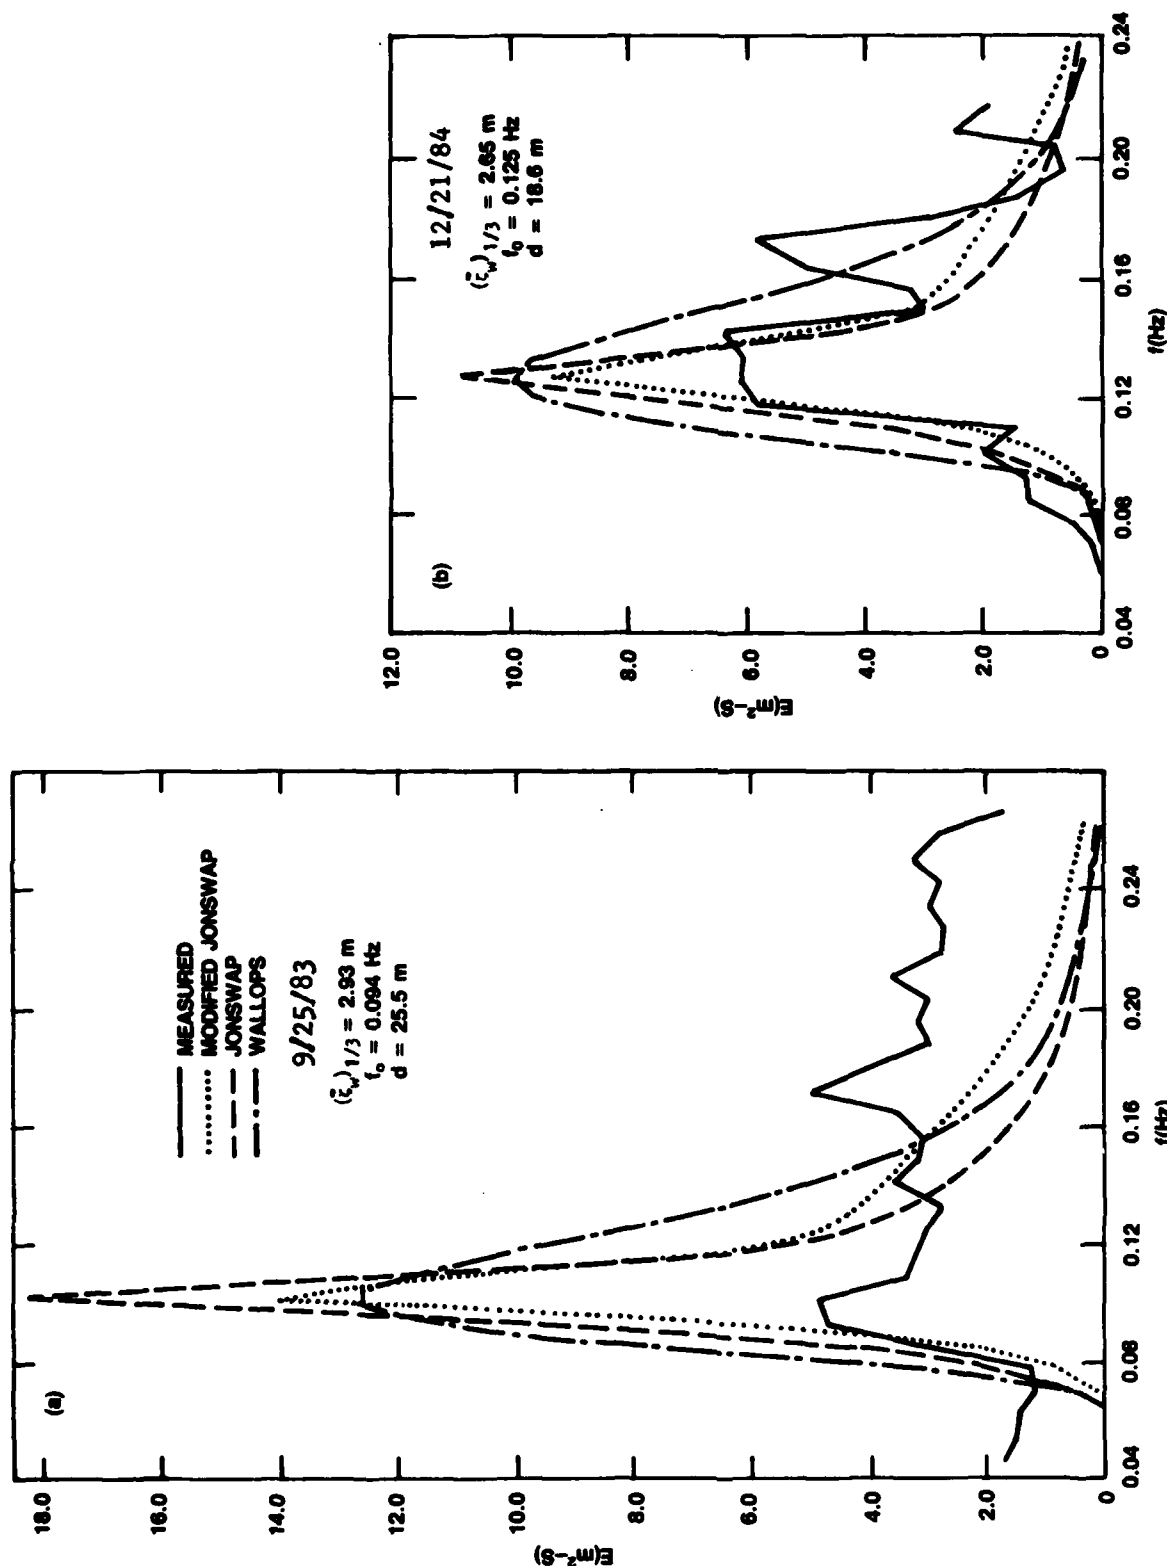 (a)
18.0
16.0
14.0
12.0
10.0
8.0
6.0
4.0
2.0
0
E(m²-S)
0.04
0.08
0.12
0.16
0.20
0.24
f(Hz)
MEASURED
MODIFIED JONSWAP
JONSWAP
WALLOPS
9/25/83
(ξ̄w)1/3 = 2.93 m
fo = 0.094 Hz
d = 25.5 m
(b)
12.0
10.0
8.0
6.0
4.0
2.0
0
E(m²-S)
0.04
0.08
0.12
0.16
0.20
0.24
f(Hz)
12/21/84
(ξ̄w)1/3 = 2.65 m
fo = 0.125 Hz
d = 18.6 m